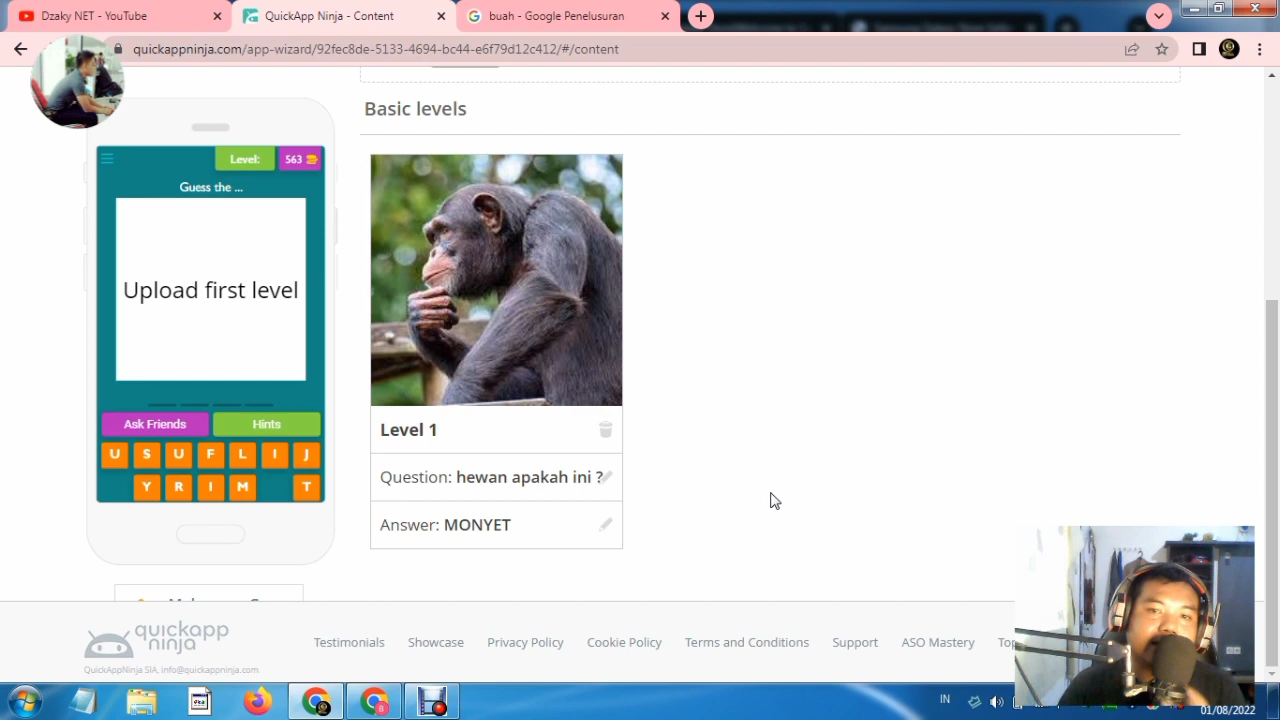 Dzaky NET - YouTube
QuickApp Ninja - Content
buah - Google Penelusuran
quickappninja.com/app-wizard/92fec8de-5133-4694-bc44-e6f79d12c412/#/content
Basic levels
Level:
563
Guess the ...
Upload first level
Ask Friends
Hints
U S U F L I J
Y R I M T
Level 1
Question: hewan apakah ini ?
Answer: MONYET
quickapp
ninja
QuickAppNinja SIA, info@quickappninja.com
Testimonials
Showcase
Privacy Policy
Cookie Policy
Terms and Conditions
Support
ASO Mastery
IN
01/08/2022